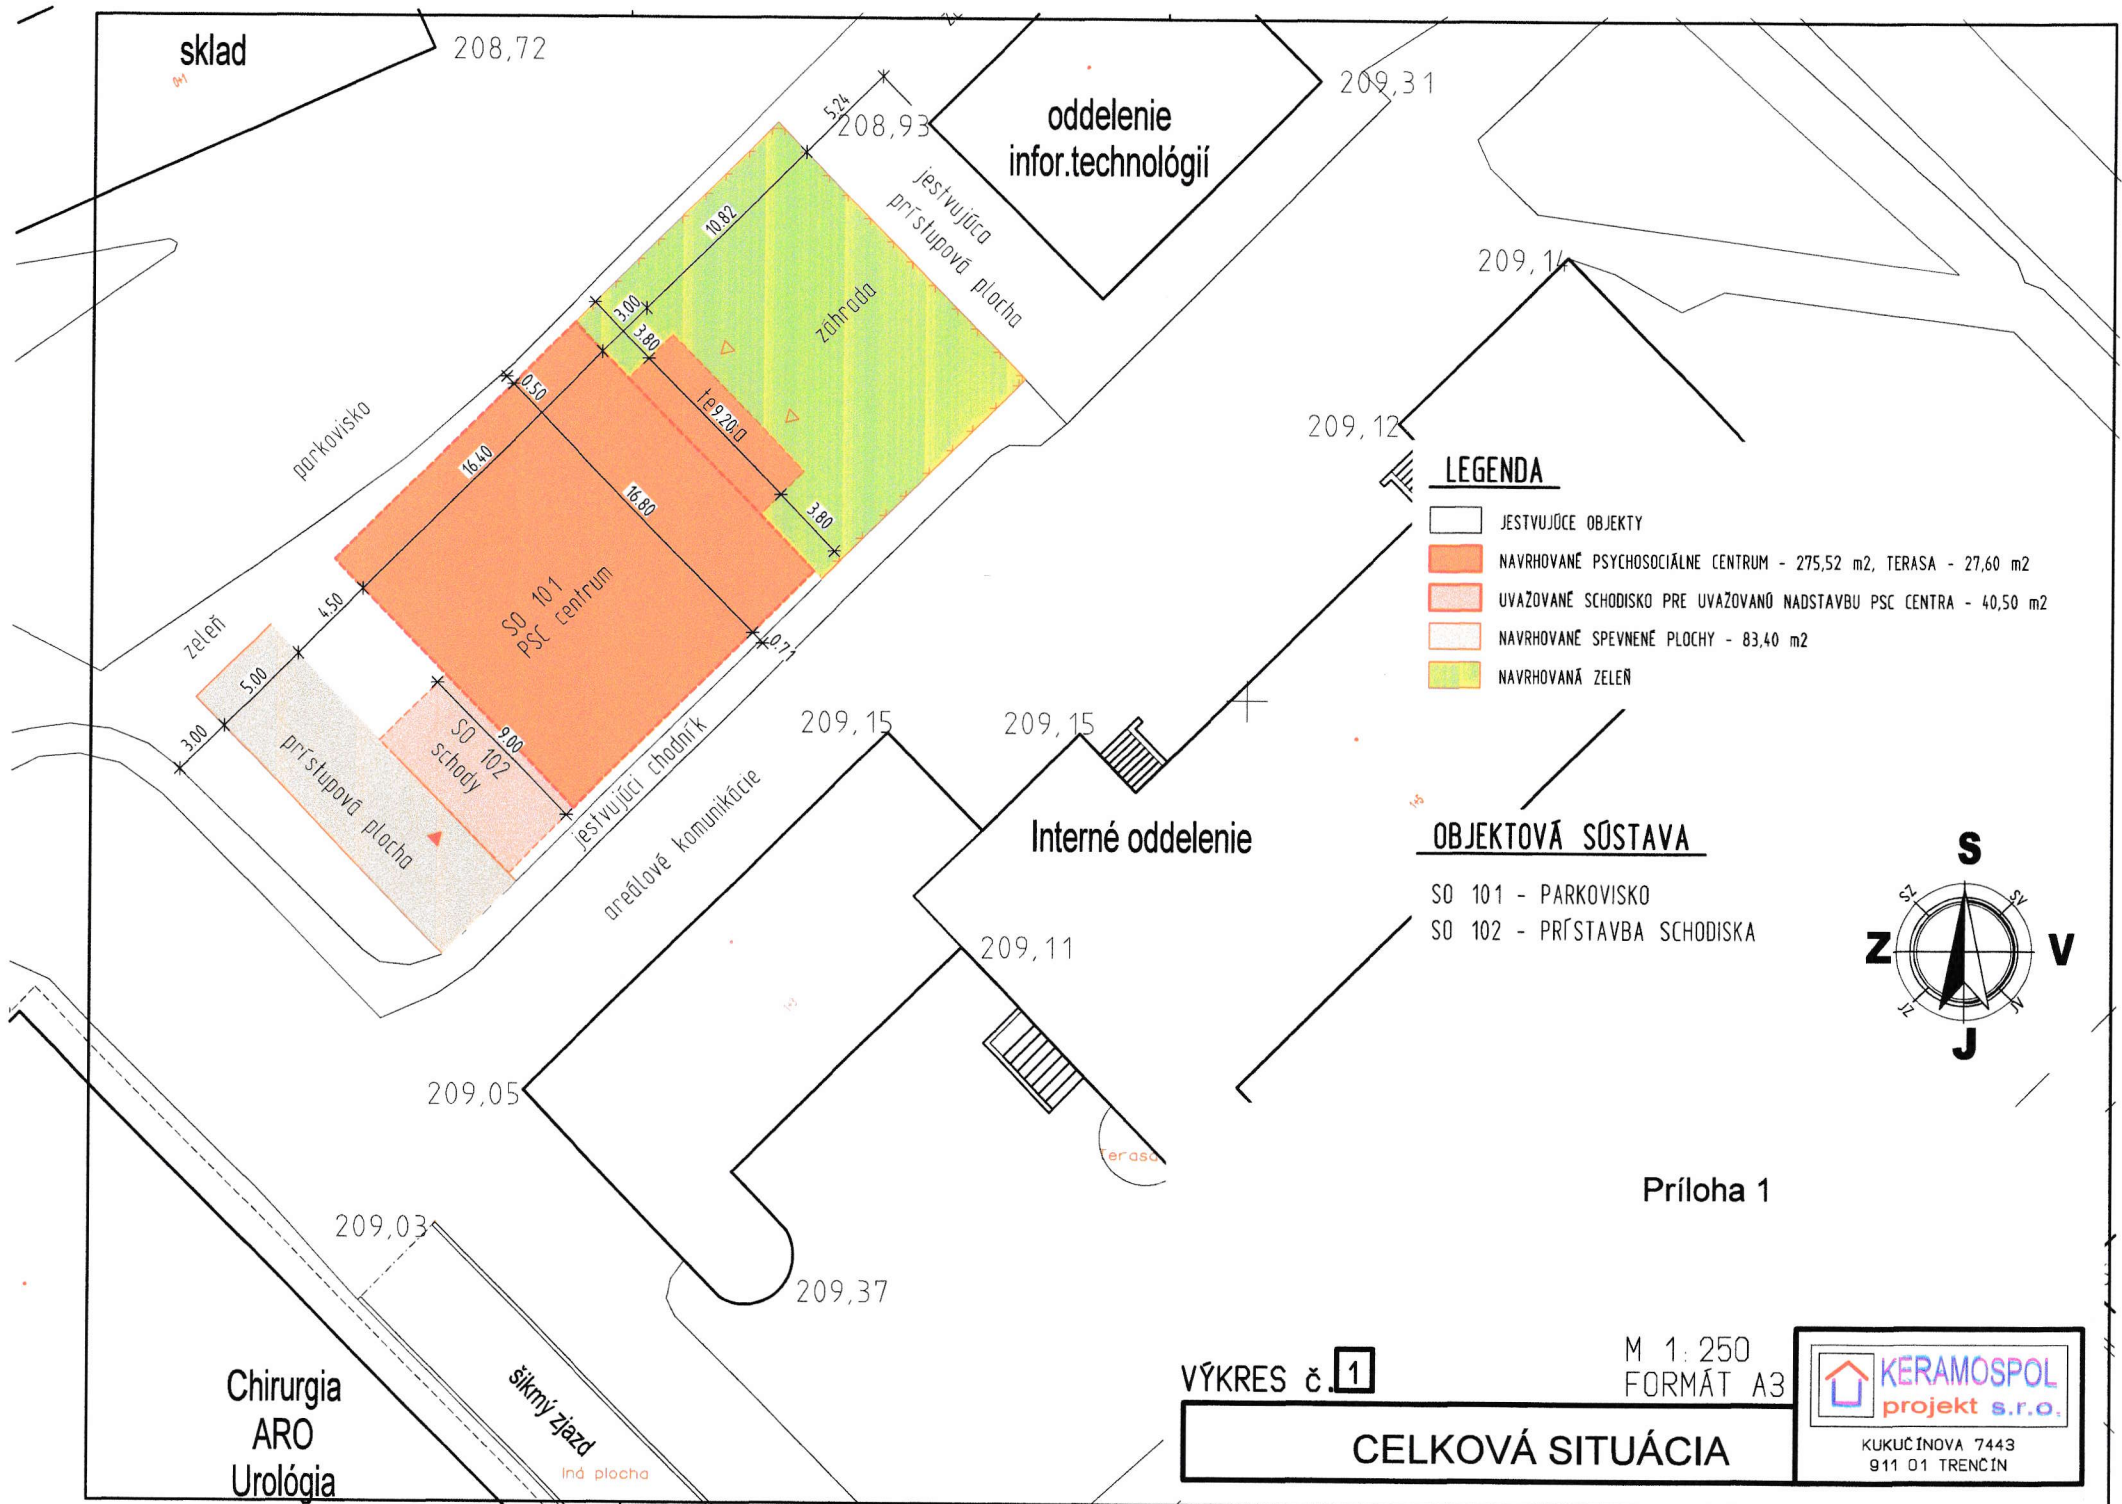 sklad
0+1
208,72
5.24
208,93
oddelenie
infor.technológií
209,31
jestvujúca
prístupová plocha
10.82
záhrada
209,14
3.00
3.80
0.50
9.20
3.80
parkovisko
16.40
16.80
209,12
SO 101
PSC centrum
4.50
zeleň
5.00
3.00
0.71
SO 102
schody
9.00
prístupová plocha
jestvujúci chodník
areálové komunikácie
LEGENDA
JESTVUJÚCE OBJEKTY
NAVRHOVANÉ PSYCHOSOCIÁLNE CENTRUM - 275,52 m2, TERASA - 27,60 m2
UVAŽOVANÉ SCHODISKO PRE UVAŽOVANÚ NADSTAVBU PSC CENTRA - 40,50 m2
NAVRHOVANÉ SPEVNENÉ PLOCHY - 83,40 m2
NAVRHOVANÁ ZELEŇ
209,15
209,15
1+5
Interné oddelenie
OBJEKTOVÁ SÚSTAVA
SO 101 - PARKOVISKO
SO 102 - PRÍSTAVBA SCHODISKA
S
SZ
SV
Z
V
JZ
JV
J
209,11
209,05
Terasa
Príloha 1
209,03
209,37
šikmý zjazd
Iná plocha
Chirurgia
ARO
Urológia
VÝKRES č. 1
M 1:250
FORMÁT A3
CELKOVÁ SITUÁCIA
KERAMOSPOL
projekt s.r.o.
KUKUČÍNOVA 7443
911 01 TRENČÍN